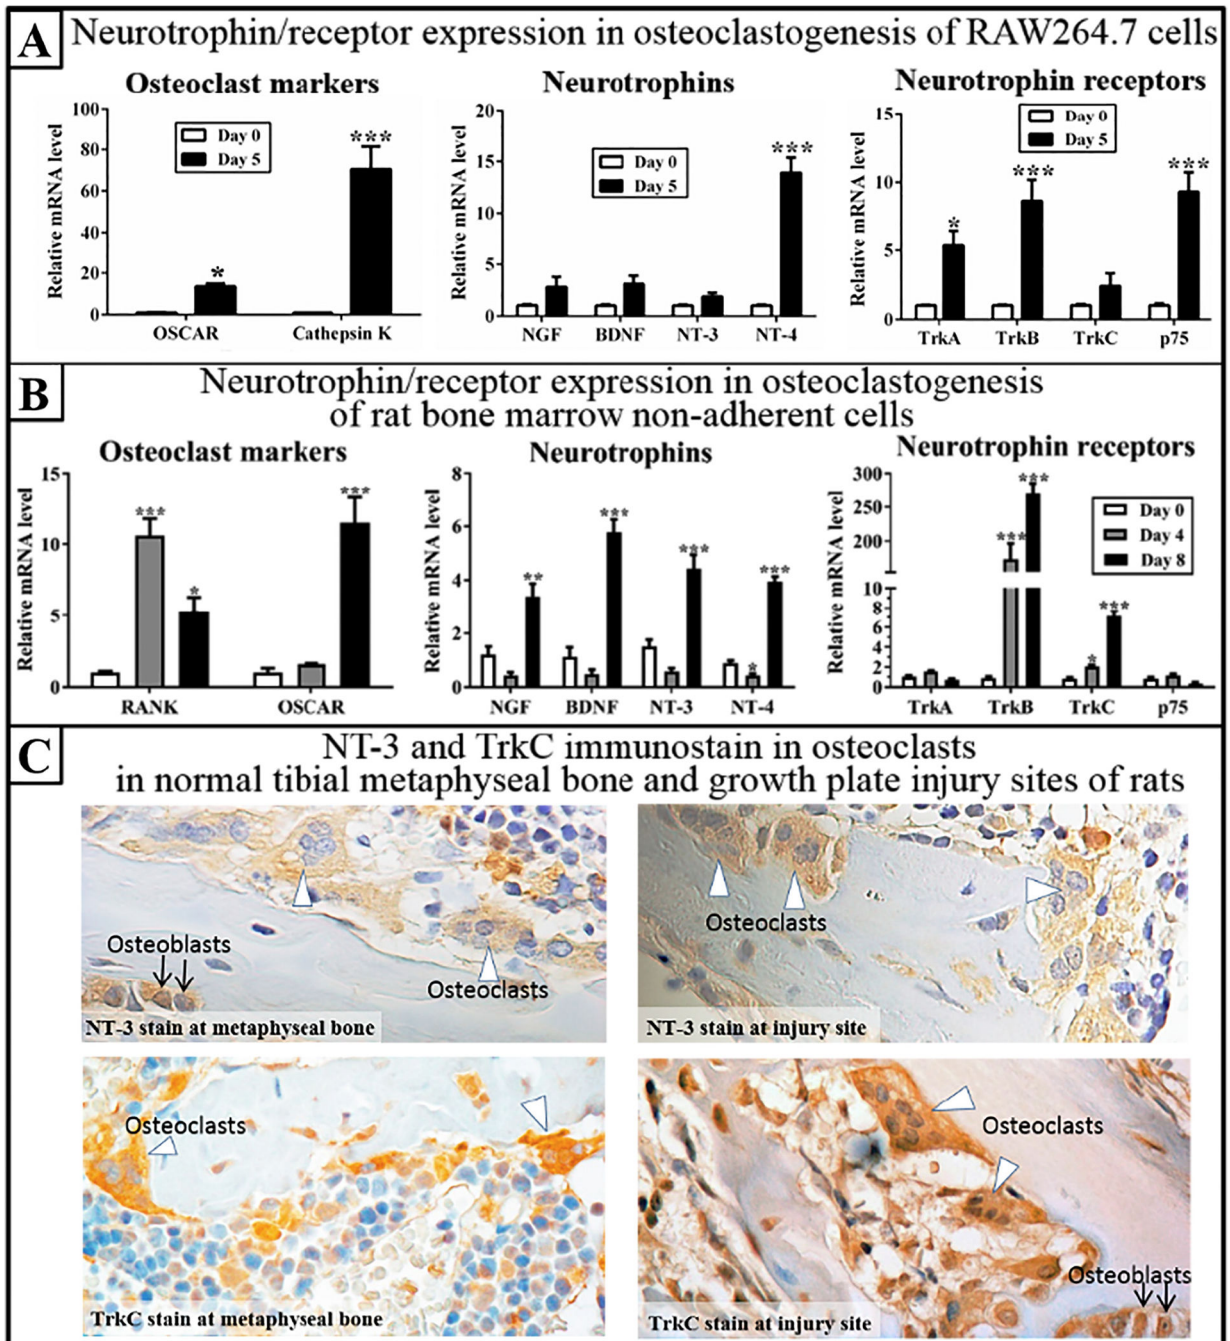 A
Neurotrophin/receptor expression in osteoclastogenesis of RAW264.7 cells
Osteoclast markers
Relative mRNA level
100
80
60
40
20
0
Day 0
Day 5
*
***
OSCAR
Cathepsin K
Neurotrophins
Relative mRNA level
20
15
10
5
0
Day 0
Day 5
***
NGF
BDNF
NT-3
NT-4
Neurotrophin receptors
Relative mRNA level
15
10
5
0
Day 0
Day 5
*
***
***
TrkA
TrkB
TrkC
p75
B
Neurotrophin/receptor expression in osteoclastogenesis
of rat bone marrow non-adherent cells
Osteoclast markers
Relative mRNA level
15
10
5
0
***
*
***
RANK
OSCAR
Neurotrophins
Relative mRNA level
8
6
4
2
0
**
***
***
*
***
NGF
BDNF
NT-3
NT-4
Neurotrophin receptors
Relative mRNA level
300
250
200
10
8
6
4
2
0
Day 0
Day 4
Day 8
***
***
*
***
TrkA
TrkB
TrkC
p75
C
NT-3 and TrkC immunostain in osteoclasts
in normal tibial metaphyseal bone and growth plate injury sites of rats
Osteoblasts
Osteoclasts
NT-3 stain at metaphyseal bone
Osteoclasts
NT-3 stain at injury site
Osteoclasts
TrkC stain at metaphyseal bone
Osteoclasts
Osteoblasts
TrkC stain at injury site